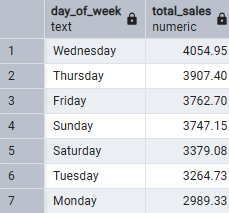 day_of_week total_sales
text numeric
1 Wednesday 4054.95
2 Thursday 3907.40
3 Friday 3762.70
4 Sunday 3747.15
5 Saturday 3379.08
6 Tuesday 3264.73
7 Monday 2989.33